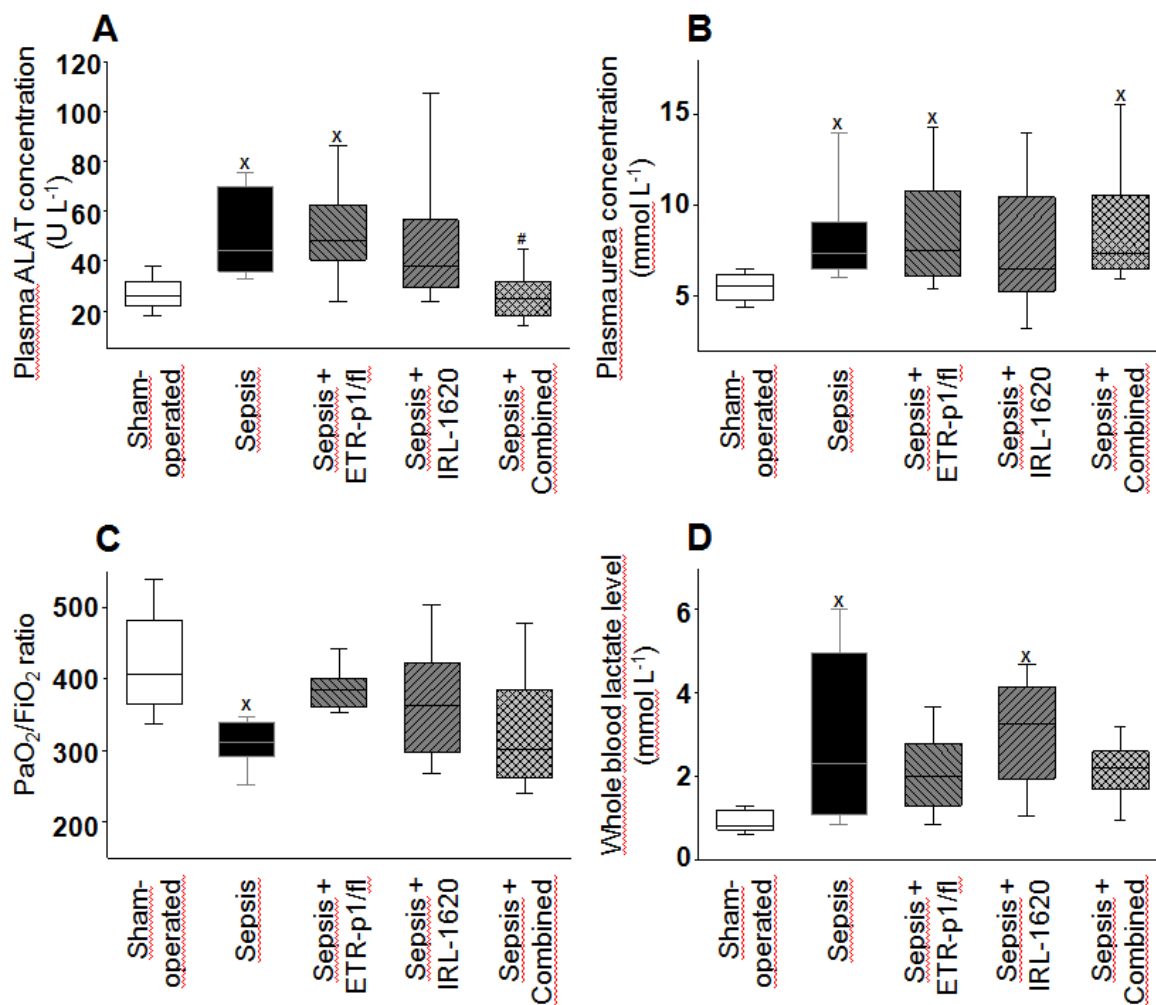 A
Plasma ALAT concentration
(U L-1)
120
100
80
60
40
20
x
x
#
Sham-
operated
Sepsis
Sepsis +
ETR-p1/fl
Sepsis +
IRL-1620
Sepsis +
Combined
B
Plasma urea concentration
(mmol L-1)
15
10
5
x
x
x
Sham-
operated
Sepsis
Sepsis +
ETR-p1/fl
Sepsis +
IRL-1620
Sepsis +
Combined
C
PaO2/FiO2 ratio
500
400
300
200
x
Sham-
operated
Sepsis
Sepsis +
ETR-p1/fl
Sepsis +
IRL-1620
Sepsis +
Combined
D
Whole blood lactate level
(mmol L-1)
6
4
2
0
x
x
Sham-
operated
Sepsis
Sepsis +
ETR-p1/fl
Sepsis +
IRL-1620
Sepsis +
Combined